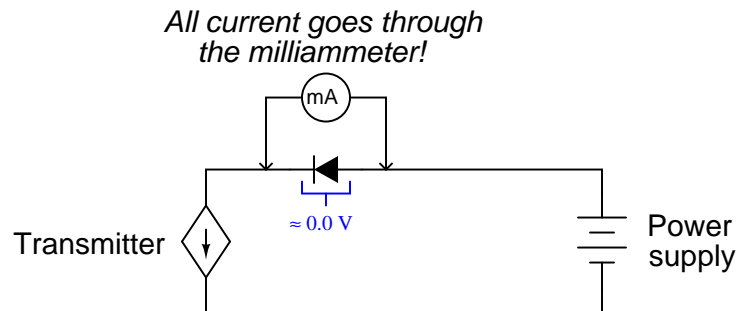 All current goes through
the milliammeter!
mA
≈ 0.0 V
Transmitter
Power
supply